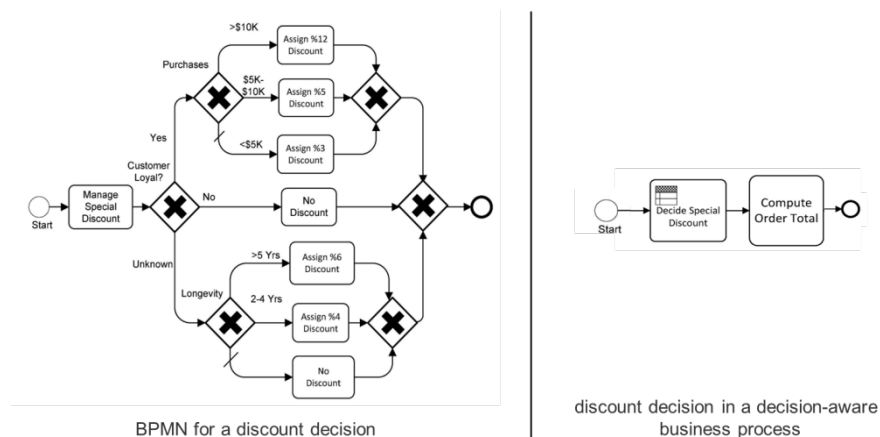 >$10K
Assign %12
Discount
Purchases
$5K-
$10K
Assign %5
Discount
<$5K
Assign %3
Discount
Yes
Customer
Loyal?
Manage
Special
Discount
Start
No
No
Discount
Unknown
Longevity
>5 Yrs
Assign %6
Discount
2-4 Yrs
Assign %4
Discount
No
Discount
BPMN for a discount decision
Start
Decide Special
Discount
Compute
Order Total
discount decision in a decision-aware
business process